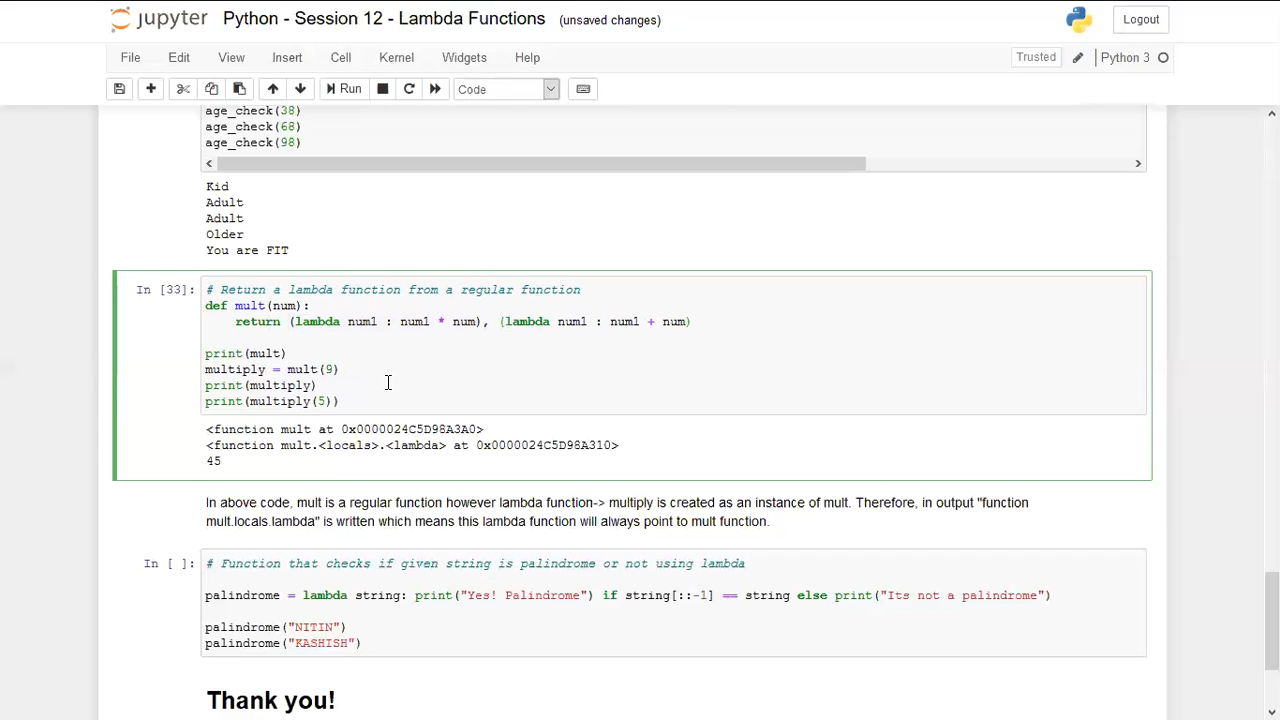 jupyter Python - Session 12 - Lambda Functions (unsaved changes) Logout
File Edit View Insert Cell Kernel Widgets Help Trusted Python 3
Run Code
age_check(38)
age_check(68)
age_check(98)
Kid
Adult
Adult
Older
You are FIT
In [33]: # Return a lambda function from a regular function
def mult(num):
    return (lambda num1 : num1 * num), (lambda num1 : num1 + num)
print(mult)
multiply = mult(9)
print(multiply)
print(multiply(5))
<function mult at 0x0000024C5D98A3A0>
<function mult.<locals>.<lambda> at 0x0000024C5D98A310>
45
In above code, mult is a regular function however lambda function-> multiply is created as an instance of mult. Therefore, in output "function
mult.locals.lambda" is written which means this lambda function will always point to mult function.
In [ ]: # Function that checks if given string is palindrome or not using lambda
palindrome = lambda string: print("Yes! Palindrome") if string[::-1] == string else print("Its not a palindrome")
palindrome("NITIN")
palindrome("KASHISH")
Thank you!